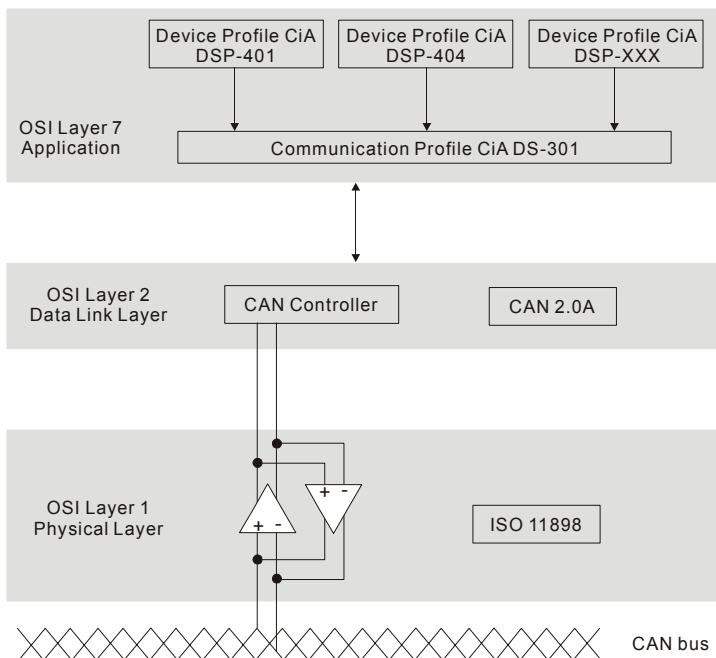 Device Profile CiA
DSP-401
Device Profile CiA
DSP-404
Device Profile CiA
DSP-XXX
OSI Layer 7
Application
Communication Profile CiA DS-301
OSI Layer 2
Data Link Layer
CAN Controller
CAN 2.0A
OSI Layer 1
Physical Layer
+ -
+ -
ISO 11898
CAN bus